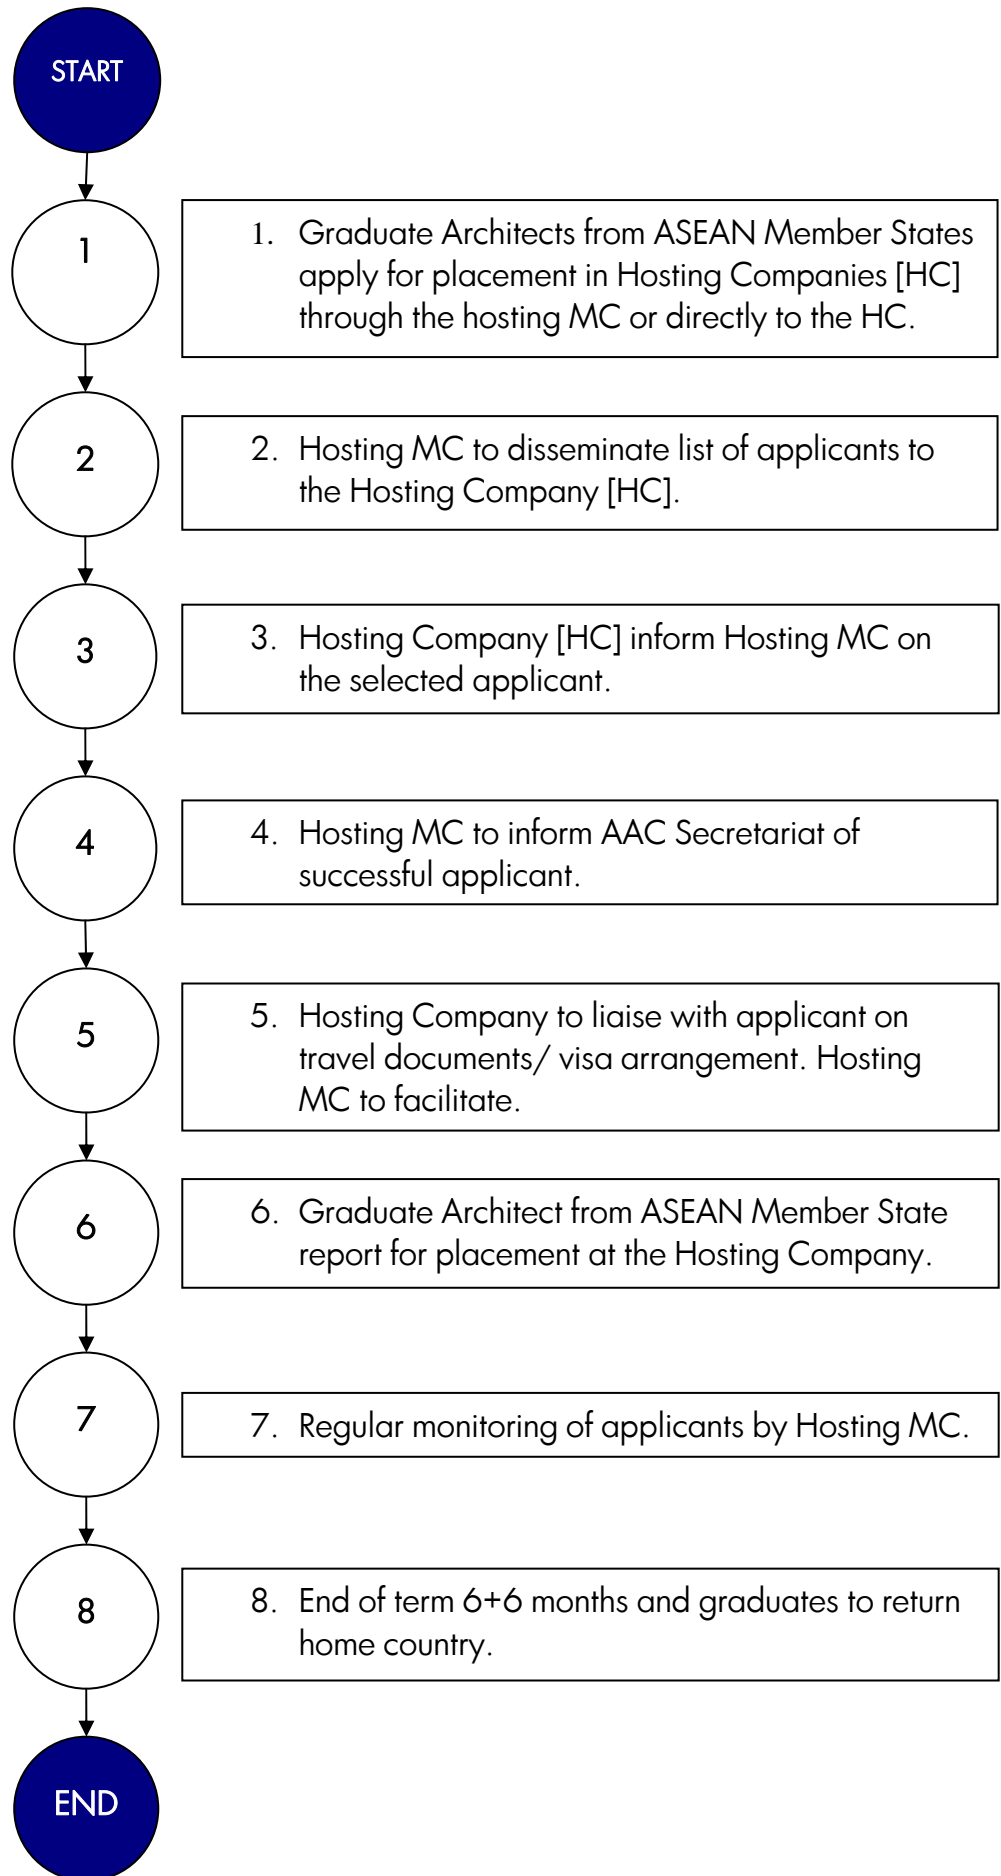 START
1
1. Graduate Architects from ASEAN Member States
apply for placement in Hosting Companies [HC]
through the hosting MC or directly to the HC.
2
2. Hosting MC to disseminate list of applicants to
the Hosting Company [HC].
3
3. Hosting Company [HC] inform Hosting MC on
the selected applicant.
4
4. Hosting MC to inform AAC Secretariat of
successful applicant.
5
5. Hosting Company to liaise with applicant on
travel documents/ visa arrangement. Hosting
MC to facilitate.
6
6. Graduate Architect from ASEAN Member State
report for placement at the Hosting Company.
7
7. Regular monitoring of applicants by Hosting MC.
8
8. End of term 6+6 months and graduates to return
home country.
END